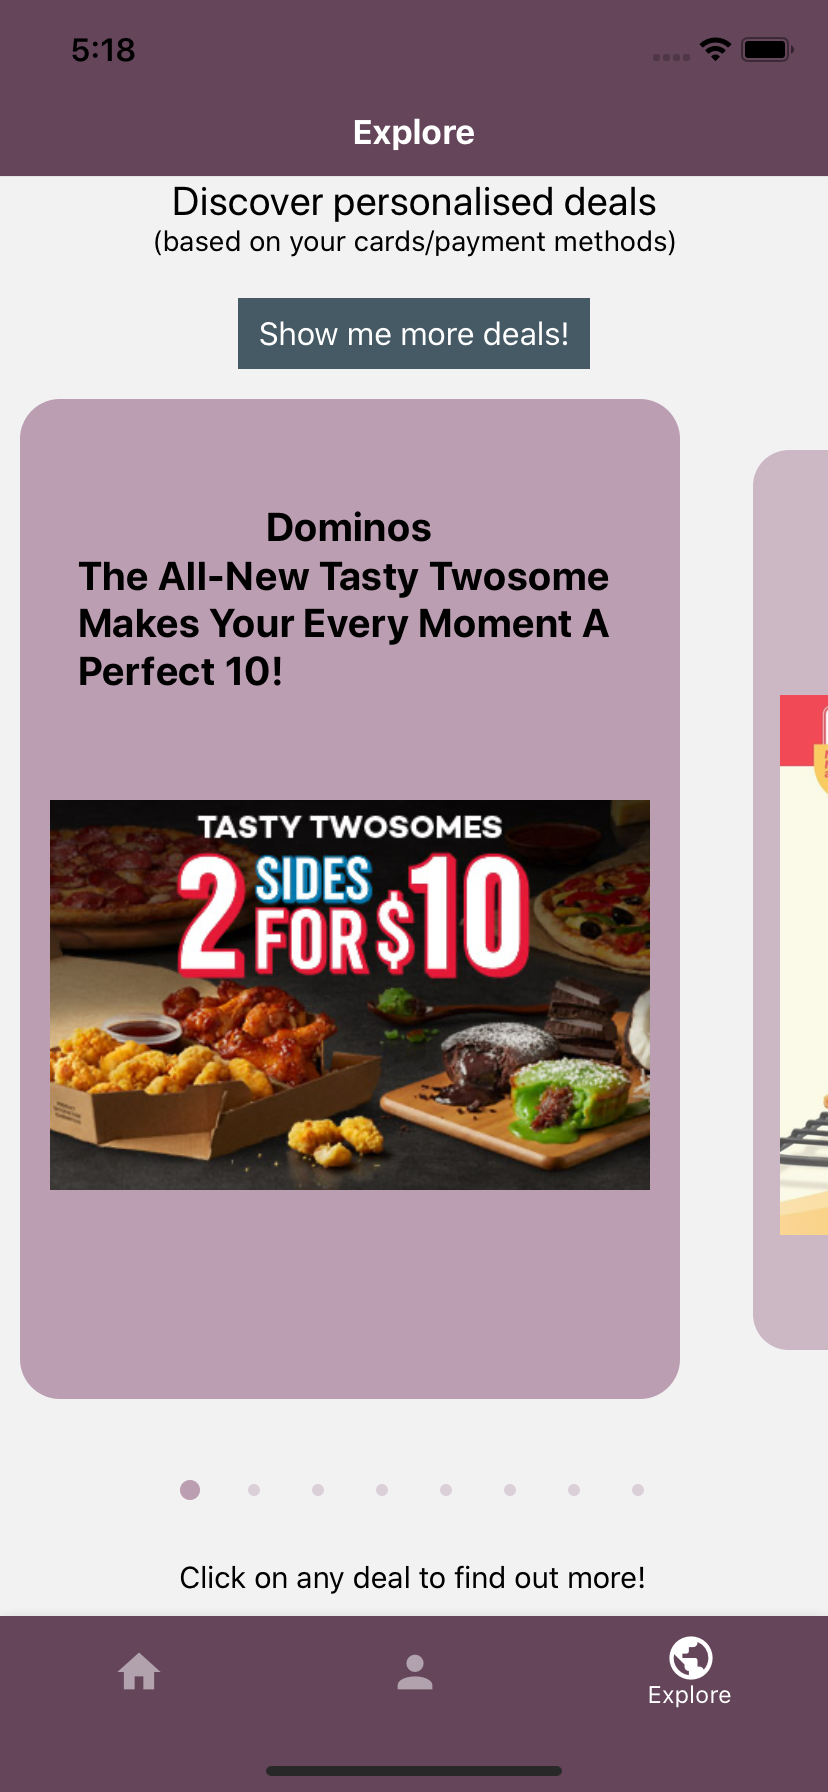 5:18
Explore
Discover personalised deals
(based on your cards/payment methods)
Show me more deals!
Dominos
The All-New Tasty Twosome
Makes Your Every Moment A
Perfect 10!
TASTY TWOSOMES
2 SIDES FOR $10
Click on any deal to find out more!
Explore